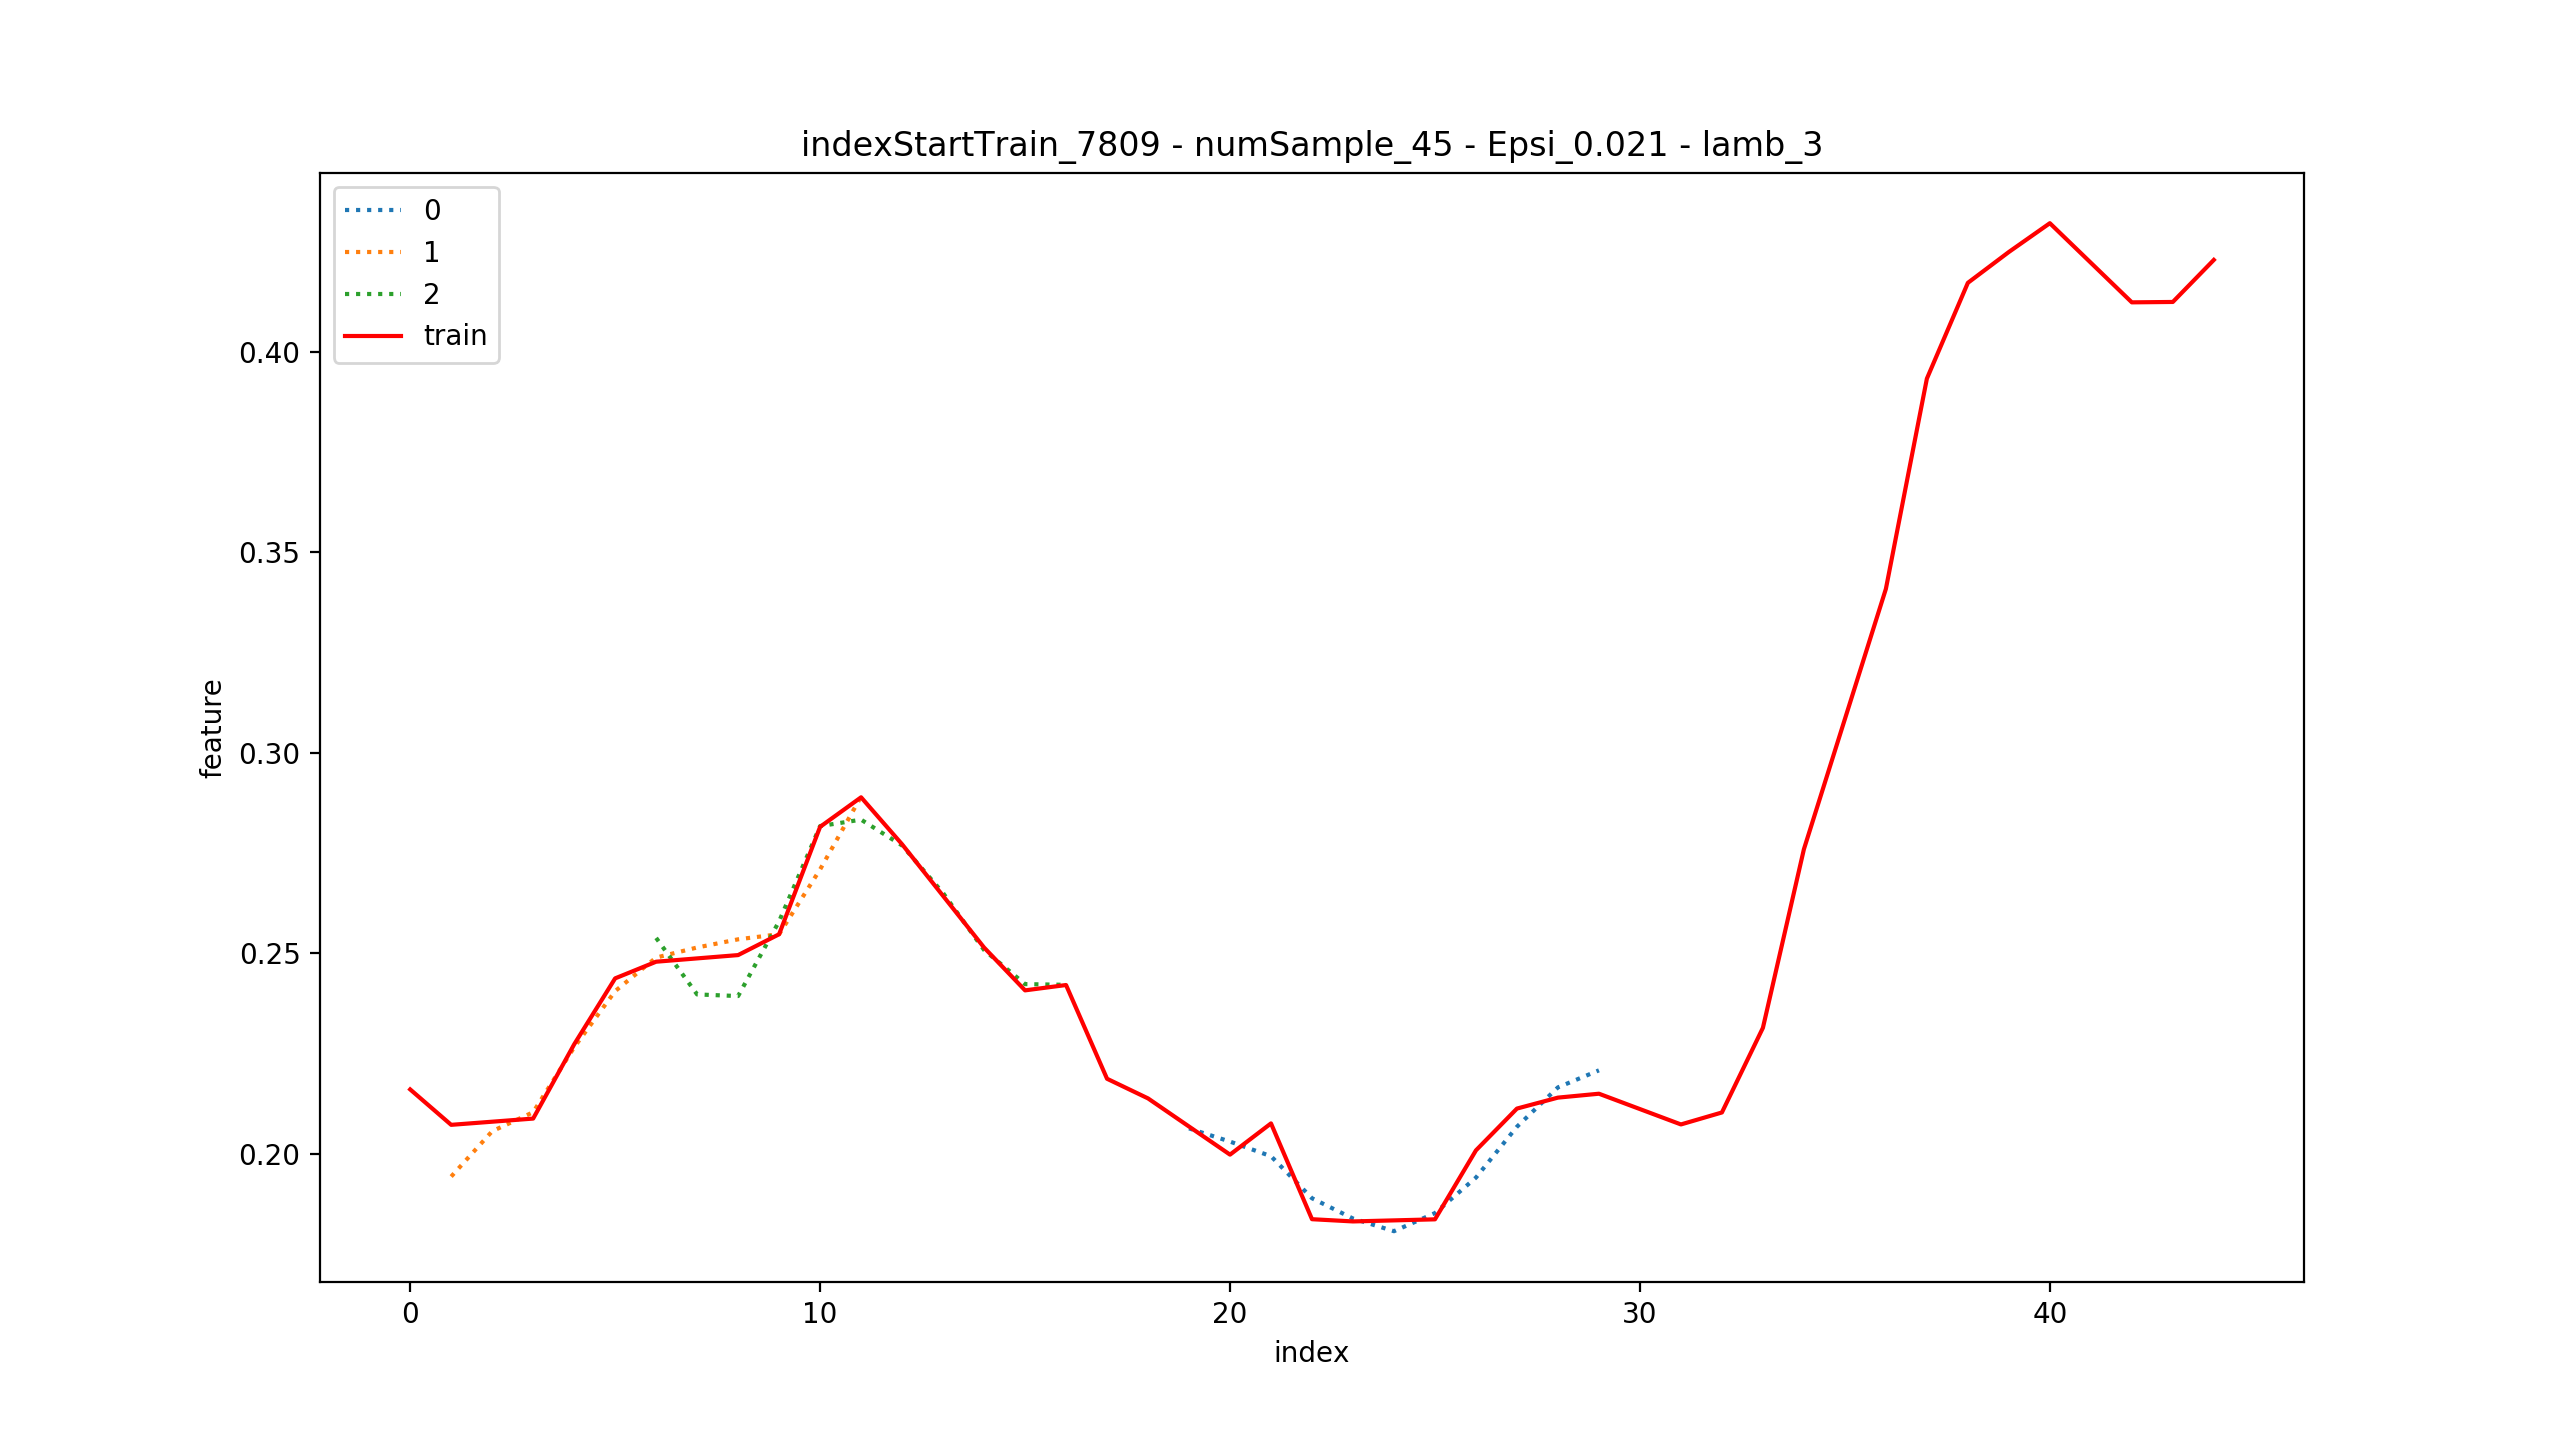 indexStartTrain_7809 - numSample_45 - Epsi_0.021 - lamb_3
0
1
2
train
0.40
0.35
0.30
0.25
0.20
feature
0 10 20 30 40
index